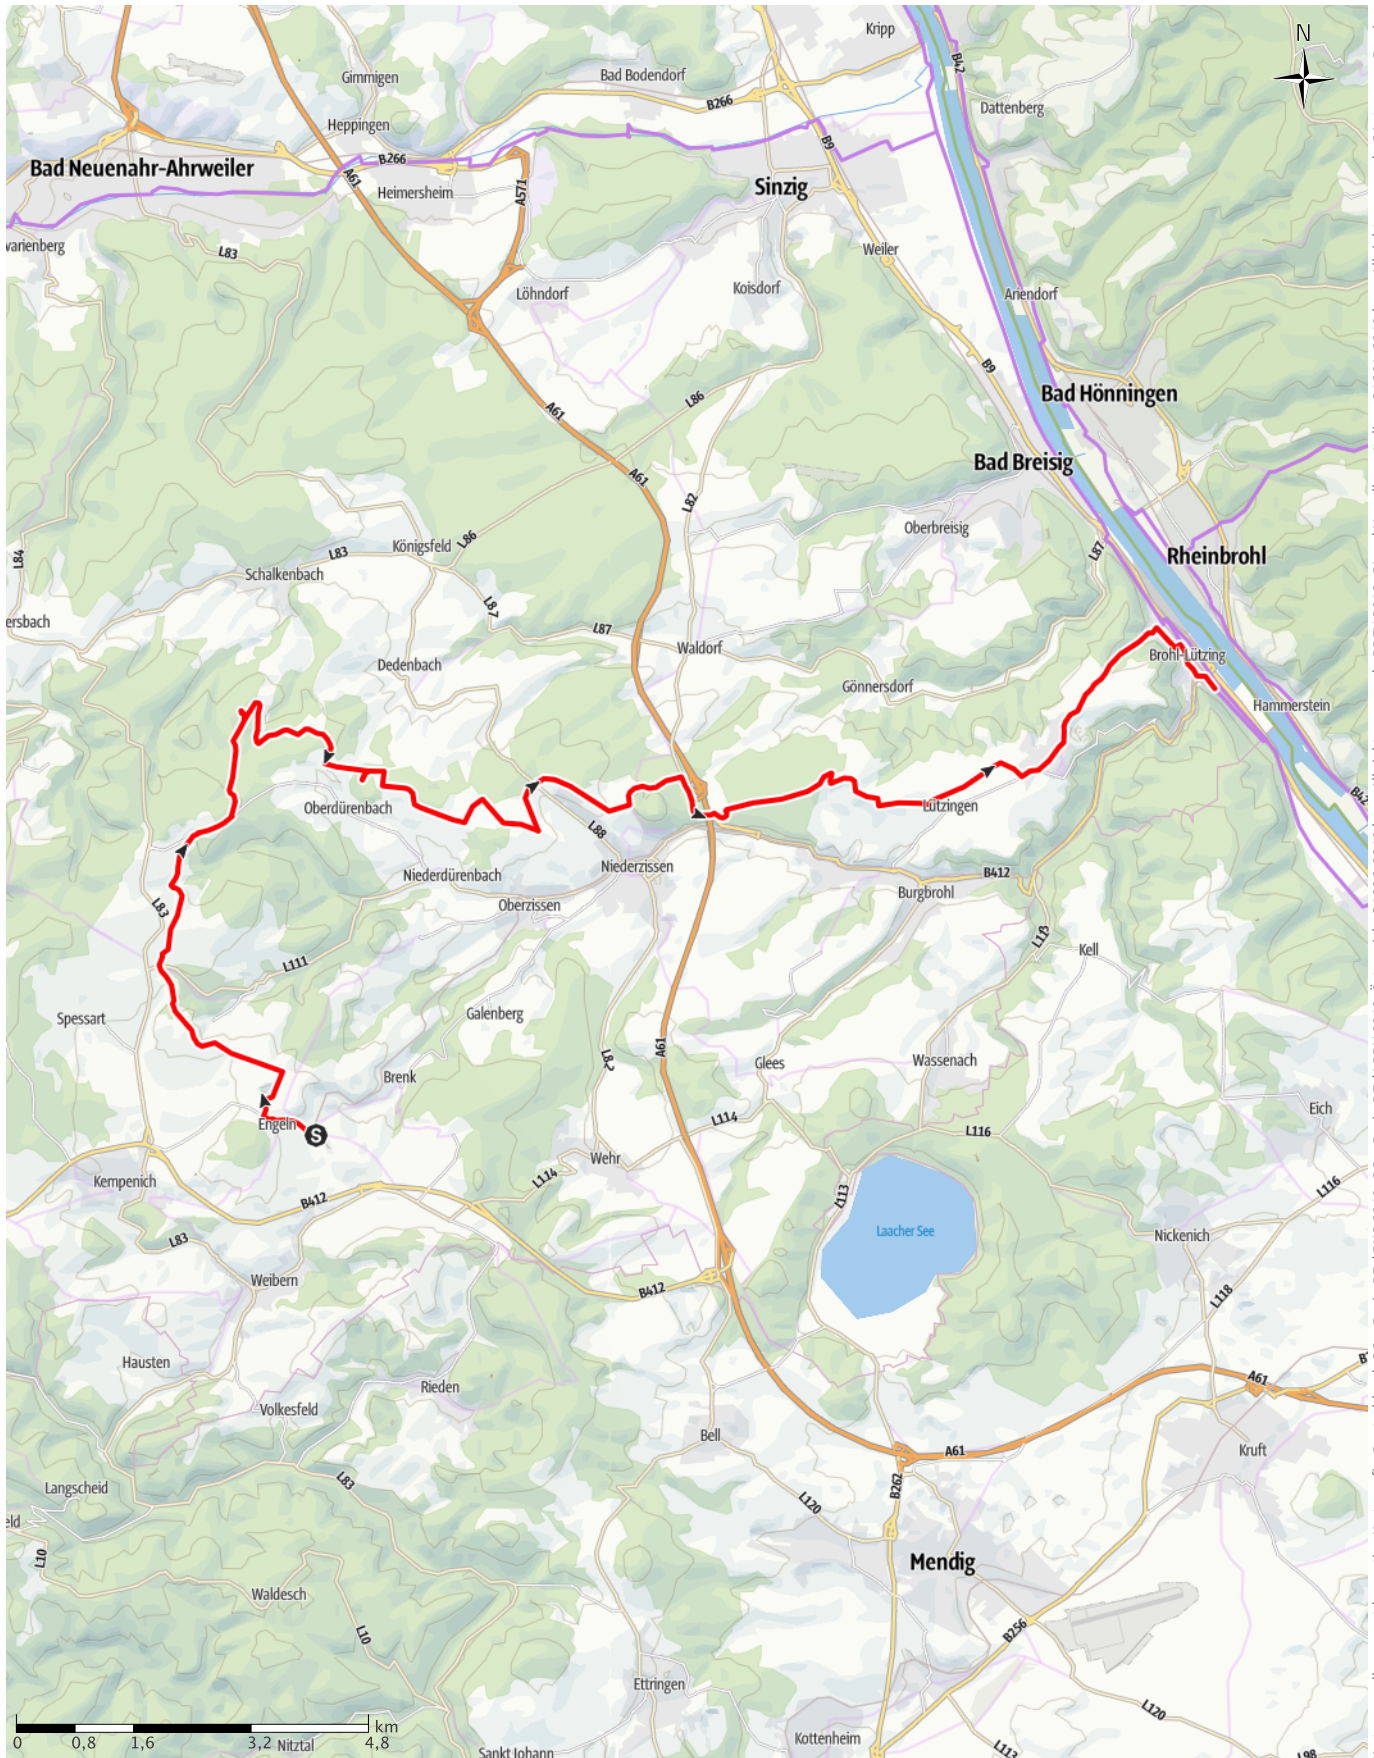 N
Kripp
B42
Gimmigen
Bad Bodendorf
B266
Dattenberg
Heppingen
Bad Neuenahr-Ahrweiler
B266
B9
A61
Heimersheim
A571
Sinzig
L83
Weiler
Löhndorf
Koisdorf
Ariendorf
B9
Bad Hönningen
L86
A61
Bad Breisig
A61
L82
Oberbreisig
L84
L83
Königsfeld
L86
L87
Rheinbrohl
Schalkenbach
L87
ersbach
L87
Waldorf
Dedenbach
Brohl-Lützing
Gönnersdorf
Hammerstein
B42
Oberdürenbach
Lützingen
L88
Niederzissen
Niederdürenbach
B412
Burgbrohl
L83
Oberzissen
L113
Kell
L111
Spessart
Galenberg
A61
L82
Glees
Wassenach
Brenk
Eich
Engeln
S
L114
L116
Wehr
L114
Kempenich
L116
B412
L113
Laacher See
Nickenich
L83
Weibern
B412
L118
Hausten
A61
Rieden
Volkesfeld
Bell
A61
Kruft
L83
Langscheid
B262
L120
eld
L10
Mendig
Waldesch
L10
B256
Ettringen
L120
km
0
0,8
1,6
3,2
4,8
Nitztal
Kottenheim
L113
Sankt Johann
L98